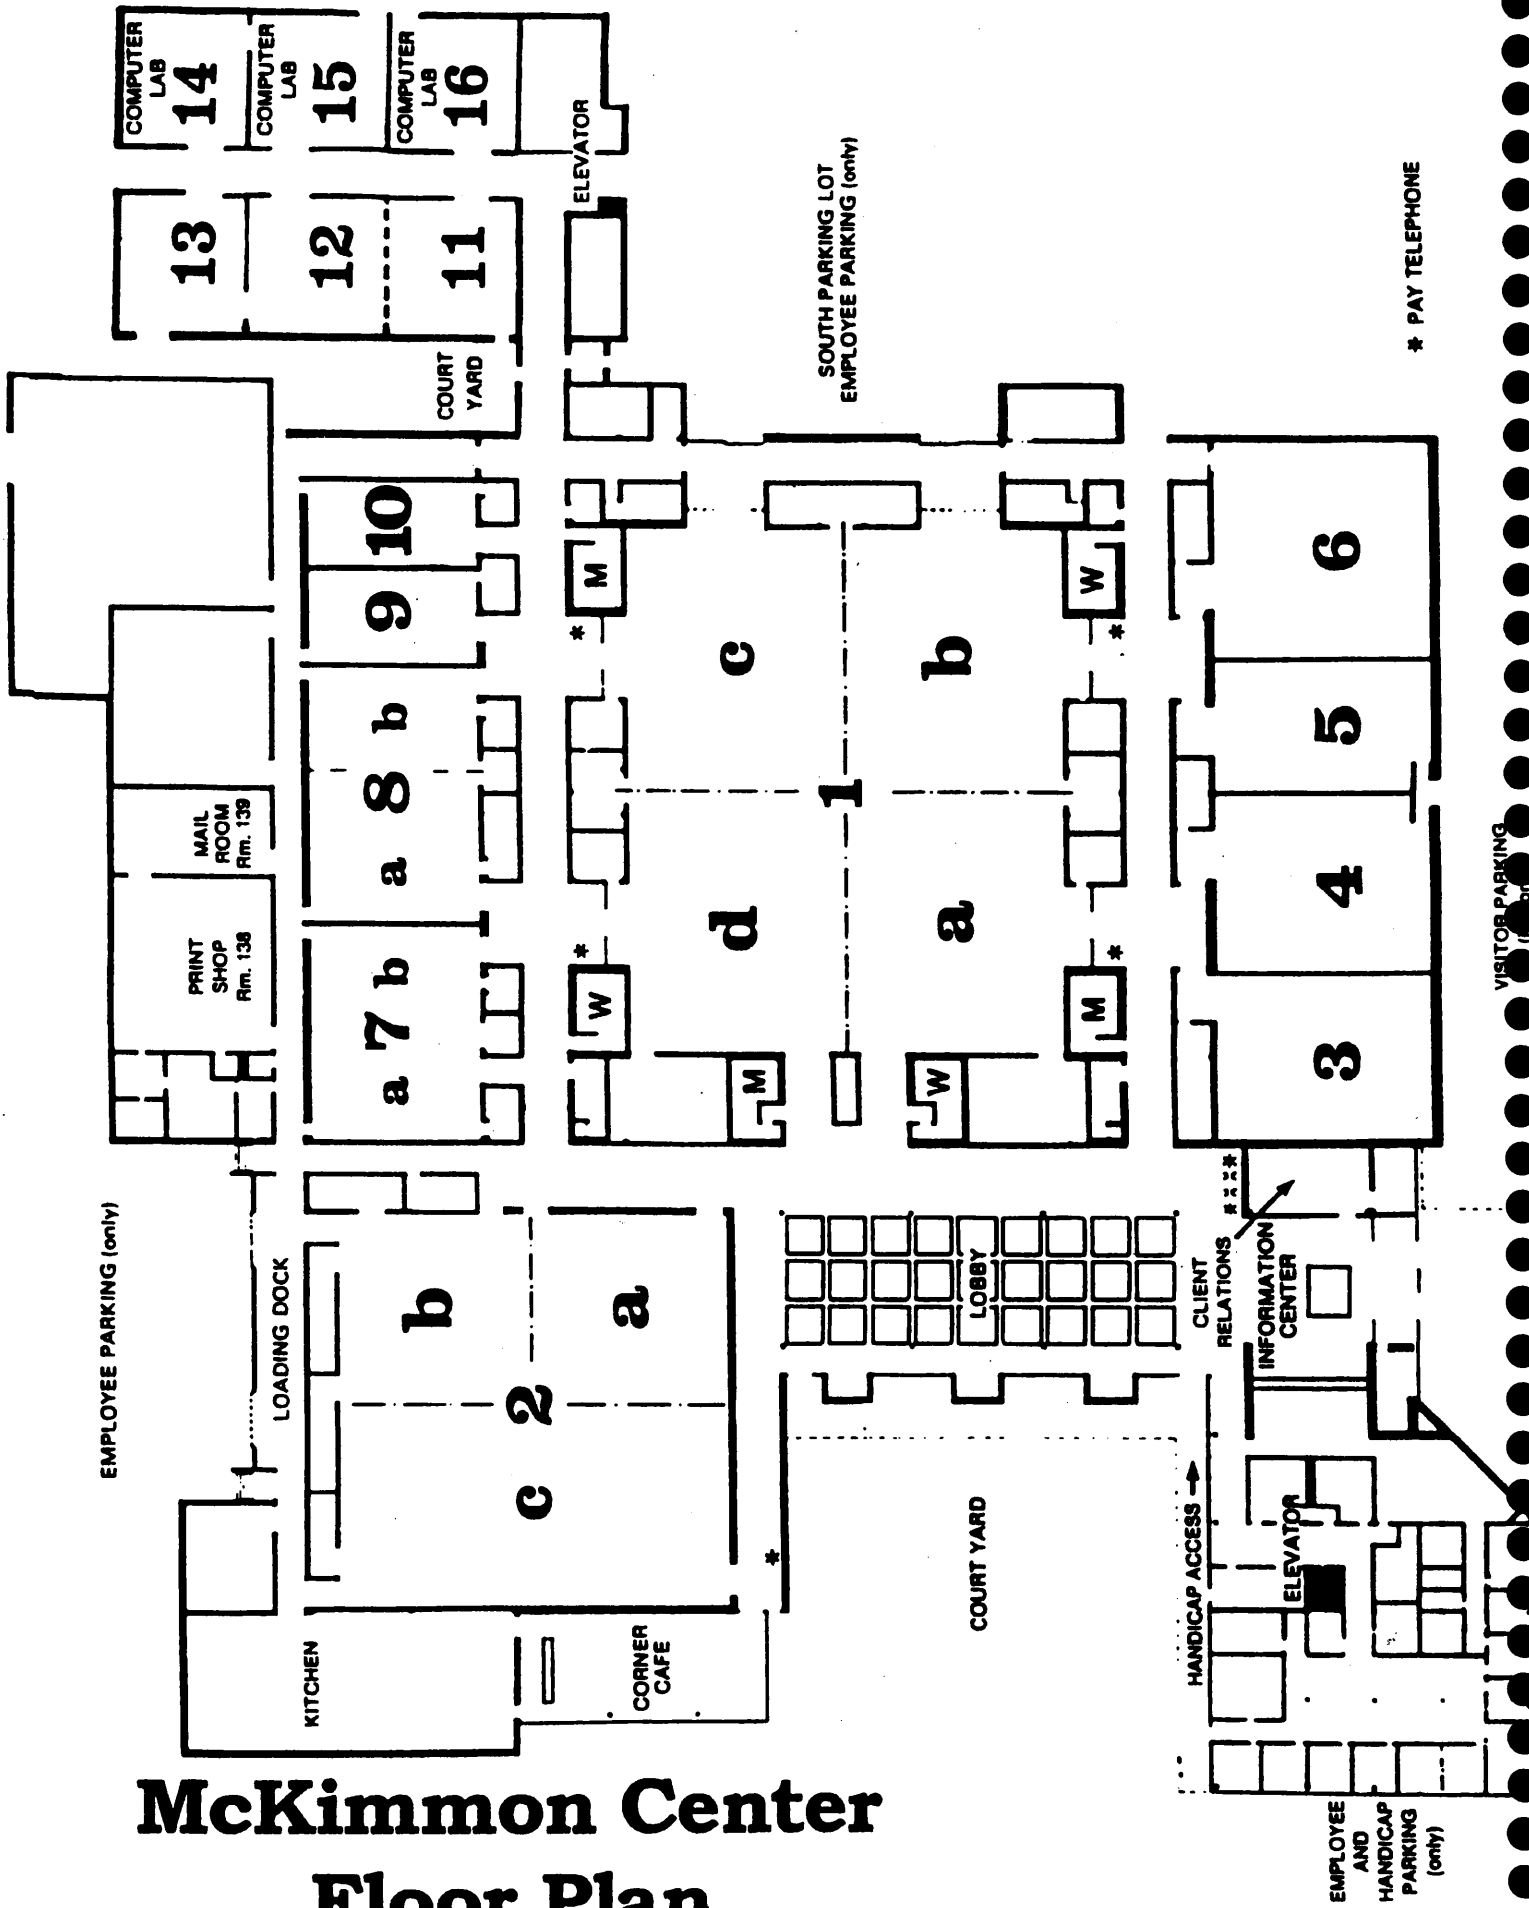 COMPUTER
LAB
14
COMPUTER
LAB
15
COMPUTER
LAB
16
ELEVATOR
13
12
11
COURT
YARD
SOUTH PARKING LOT
EMPLOYEE PARKING (only)
* PAY TELEPHONE
10
9
8
a
b
7
a
b
MAIL
ROOM
Rm. 139
PRINT
SHOP
Rm. 138
M
*
W
*
c
b
1
d
a
W
*
M
*
M
W
6
5
4
3
VISITOR PARKING
EMPLOYEE PARKING (only)
LOADING DOCK
b
a
2
c
*
KITCHEN
CORNER
CAFE
LOBBY
COURT YARD
* * * *
CLIENT
RELATIONS
INFORMATION
CENTER
HANDICAP ACCESS
ELEVATOR
EMPLOYEE
AND
HANDICAP
PARKING
(only)
McKimmon Center
Floor Plan